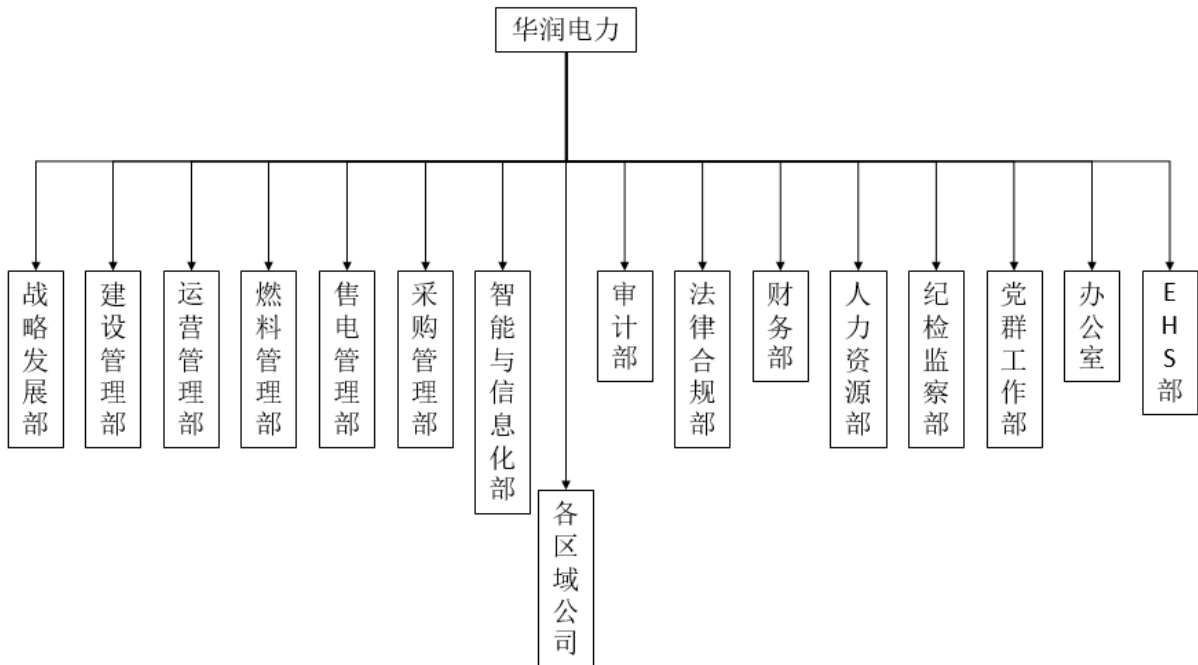 华润电力
战略发展部
建设管理部
运营管理部
燃料管理部
售电管理部
采购管理部
智能与信息化部
各区域公司
审计部
法律合规部
财务部
人力资源部
纪检监察部
党群工作部
办公室
EHS部